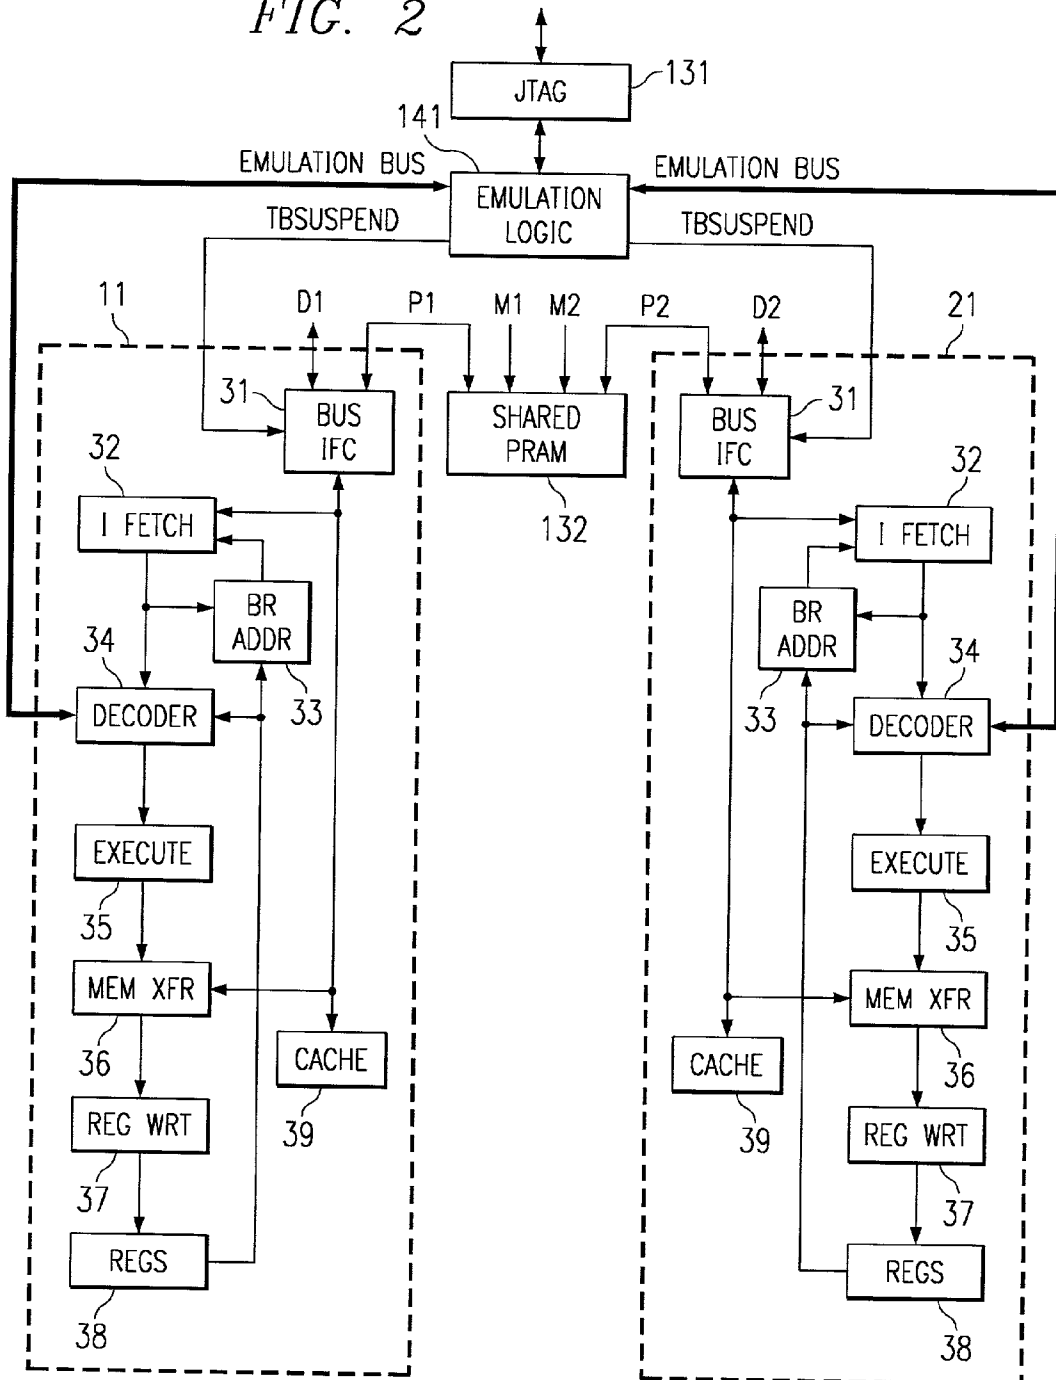 FIG. 2
JTAG
131
141
EMULATION BUS
EMULATION BUS
EMULATION
LOGIC
TBSUSPEND
TBSUSPEND
11
D1
P1
M1
M2
P2
D2
21
31
BUS
IFC
SHARED
PRAM
132
BUS
IFC
31
32
I FETCH
32
I FETCH
BR
ADDR
33
BR
ADDR
33
34
DECODER
34
DECODER
EXECUTE
35
EXECUTE
35
MEM XFR
36
MEM XFR
36
CACHE
39
CACHE
39
REG WRT
37
REG WRT
37
REGS
38
REGS
38